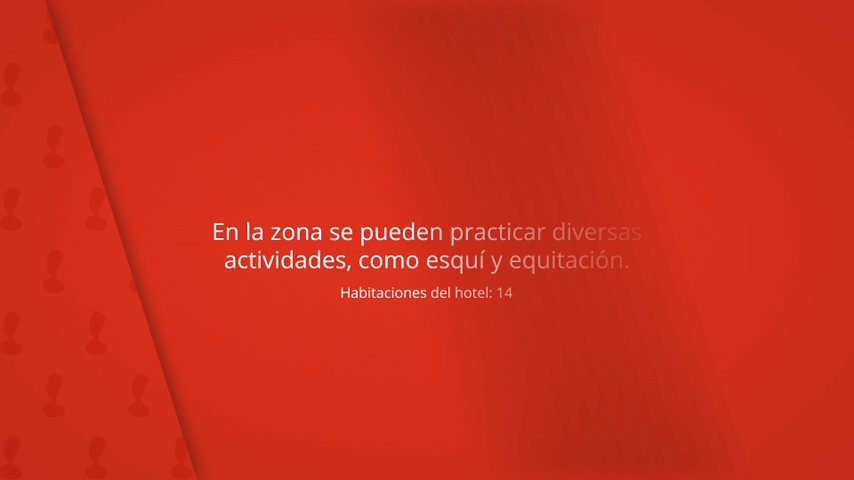 En la zona se pueden practicar diversas
actividades, como esquí y equitación.
Habitaciones del hotel: 14